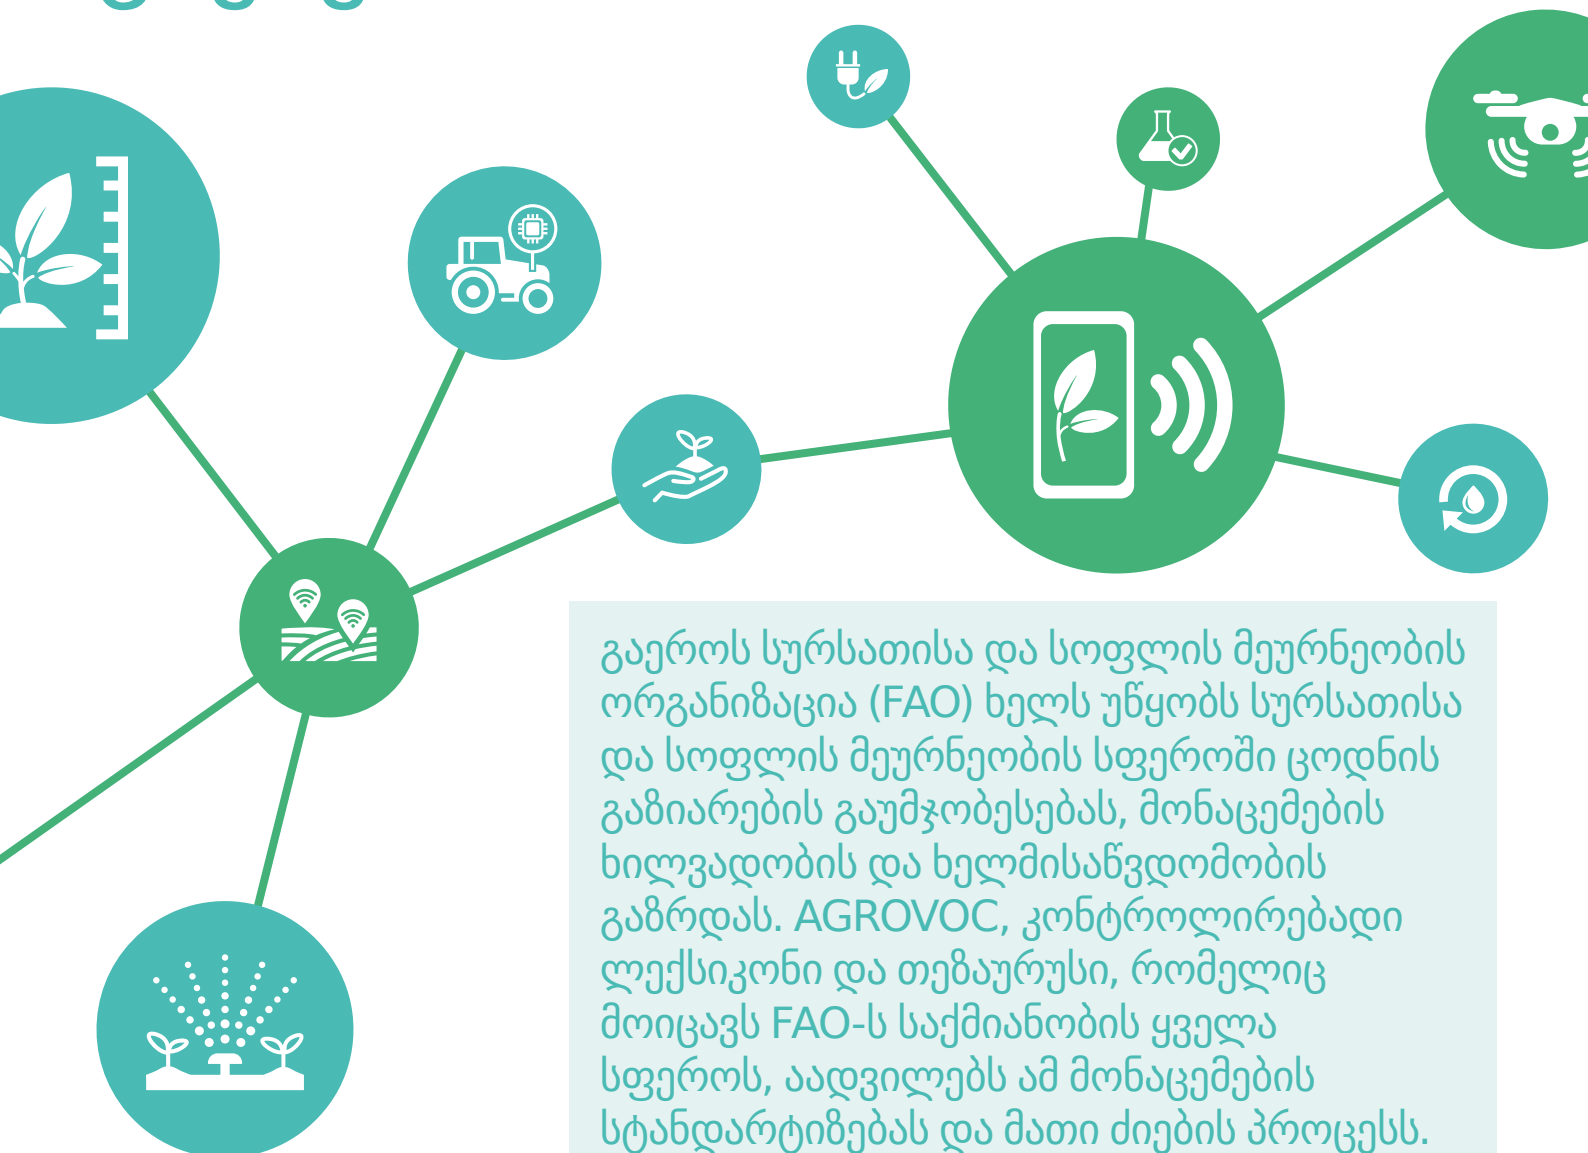 გაეროს სურსათისა და სოფლის მეურნეობის
ორგანიზაცია (FAO) ხელს უწყობს სურსათისა
და სოფლის მეურნეობის სფეროში ცოდნის
გაზიარების გაუმჯობესებას, მონაცემების
ხილვადობის და ხელმისაწვდომობის
გაზრდას. AGROVOC, კონტროლირებადი
ლექსიკონი და თეზაურუსი, რომელიც
მოიცავს FAO-ს საქმიანობის ყველა
სფეროს, აადვილებს ამ მონაცემების
სტანდარტიზებას და მათი ძიების პროცესს.